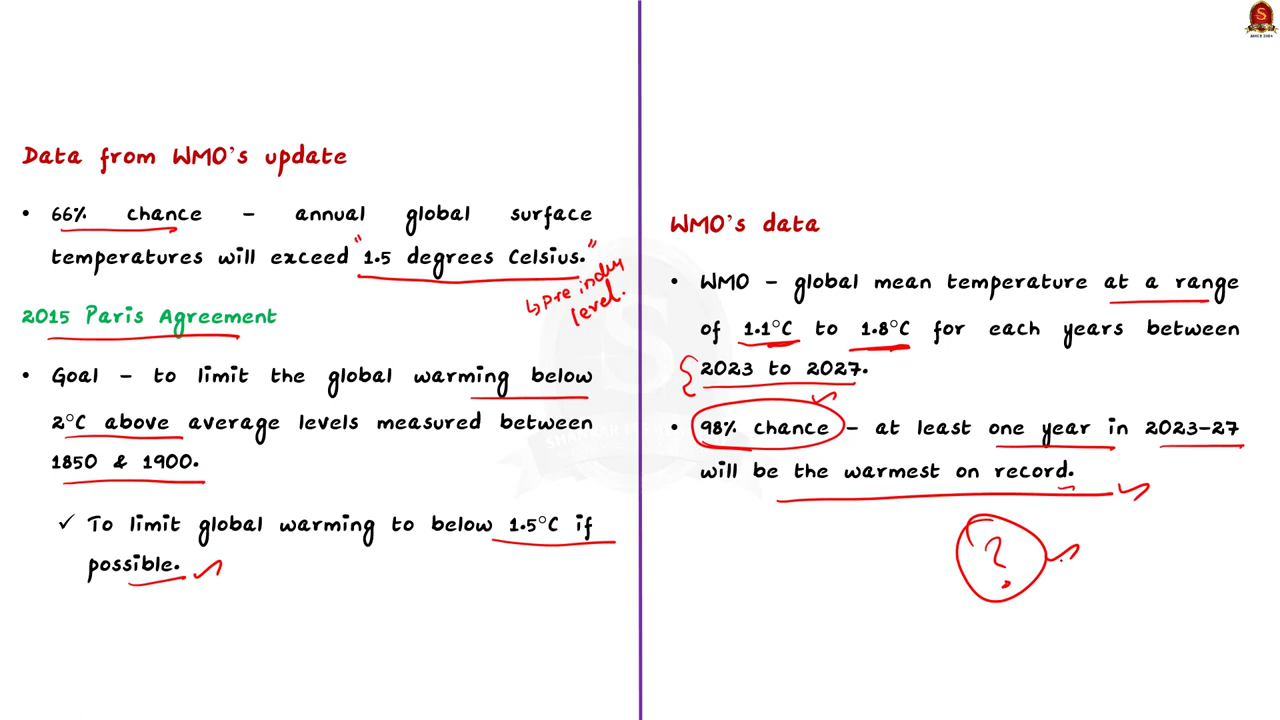 Data from WMO's update
• 66% chance – annual global surface
temperatures will exceed "1.5 degrees Celsius."
↳ pre indus
level.
2015 Paris Agreement
• Goal – to limit the global warming below
2°C above average levels measured between
1850 & 1900.
✓ To limit global warming to below 1.5°C if
possible.
WMO's data
• WMO – global mean temperature at a range
of 1.1°C to 1.8°C for each years between
2023 to 2027.
• 98% chance – at least one year in 2023-27
will be the warmest on record.
?
S
SINCE 2004